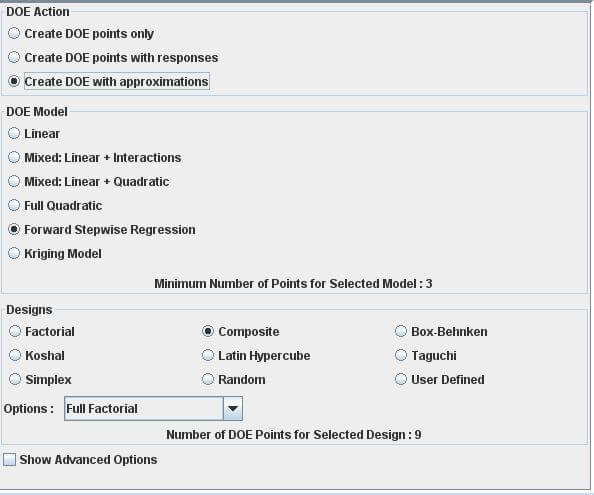 DOE Action
Create DOE points only
Create DOE points with responses
Create DOE with approximations
DOE Model
Linear
Mixed: Linear + Interactions
Mixed: Linear + Quadratic
Full Quadratic
Forward Stepwise Regression
Kriging Model
Minimum Number of Points for Selected Model : 3
Designs
Factorial Composite Box-Behnken
Koshal Latin Hypercube Taguchi
Simplex Random User Defined
Options : Full Factorial
Number of DOE Points for Selected Design : 9
Show Advanced Options